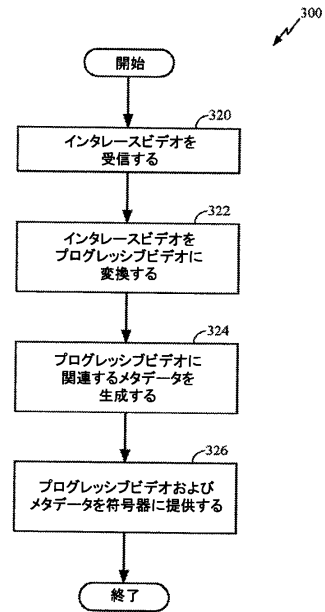 300
開始
320
インタレースビデオを
受信する
322
インタレースビデオを
プログレッシブビデオに
変換する
324
プログレッシブビデオに
関連するメタデータを
生成する
326
プログレッシブビデオおよび
メタデータを符号器に提供する
終了